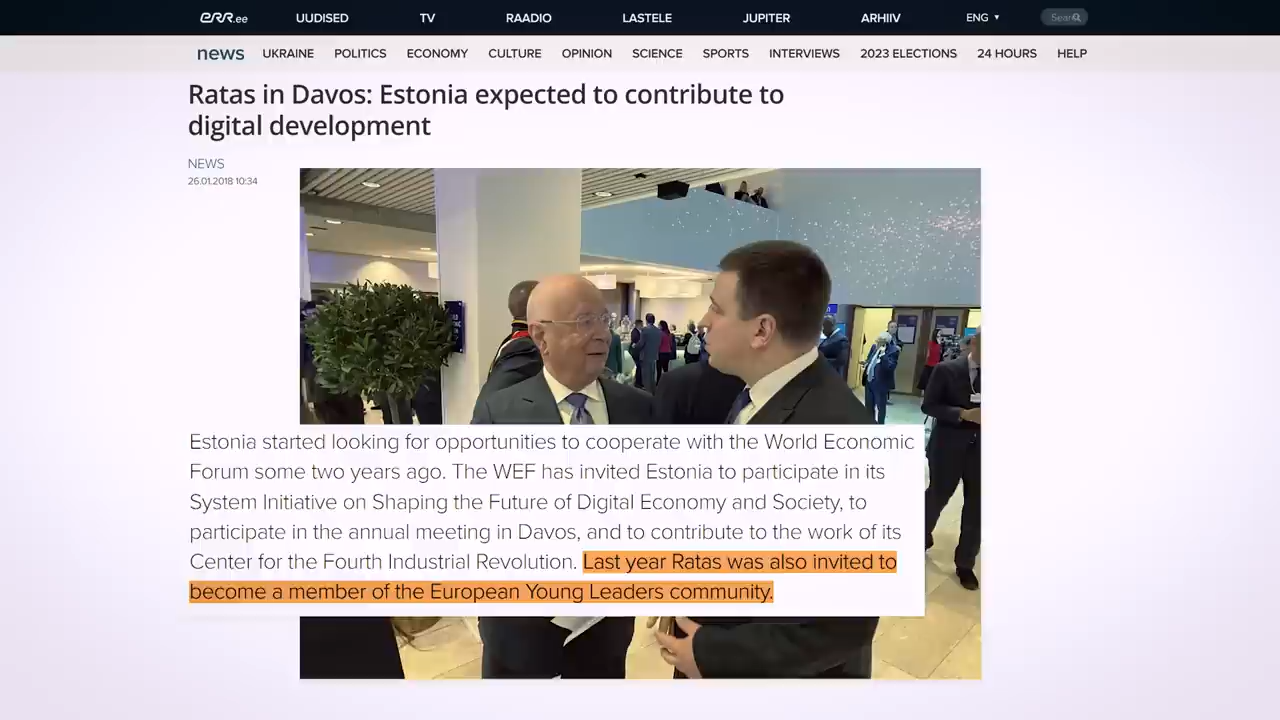 err.ee UUDISED TV RAADIO LASTELE JUPITER ARHIIV ENG ▼ Sear
news UKRAINE POLITICS ECONOMY CULTURE OPINION SCIENCE SPORTS INTERVIEWS 2023 ELECTIONS 24 HOURS HELP
Ratas in Davos: Estonia expected to contribute to
digital development
NEWS
26.01.2018 10:34
Estonia started looking for opportunities to cooperate with the World Economic
Forum some two years ago. The WEF has invited Estonia to participate in its
System Initiative on Shaping the Future of Digital Economy and Society, to
participate in the annual meeting in Davos, and to contribute to the work of its
Center for the Fourth Industrial Revolution. Last year Ratas was also invited to
become a member of the European Young Leaders community.